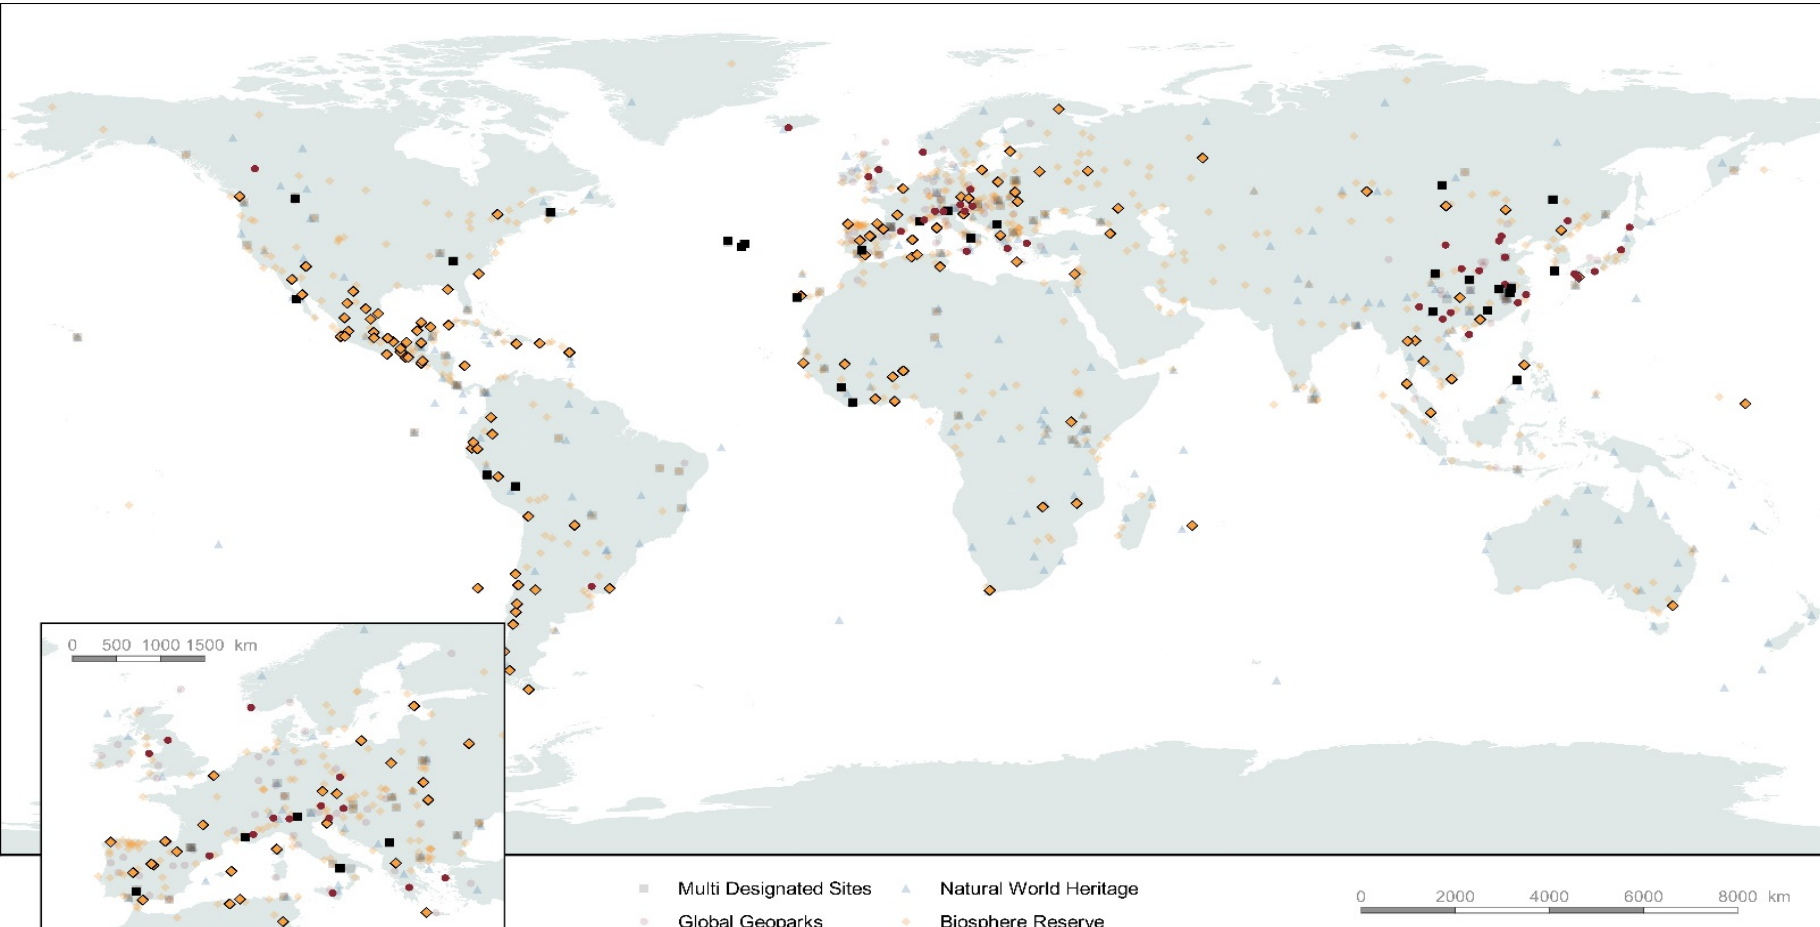 0 500 1000 1500 km
Multi Designated Sites
Natural World Heritage
0 2000 4000 6000 8000 km
Global Geoparks
Biosphere Reserve